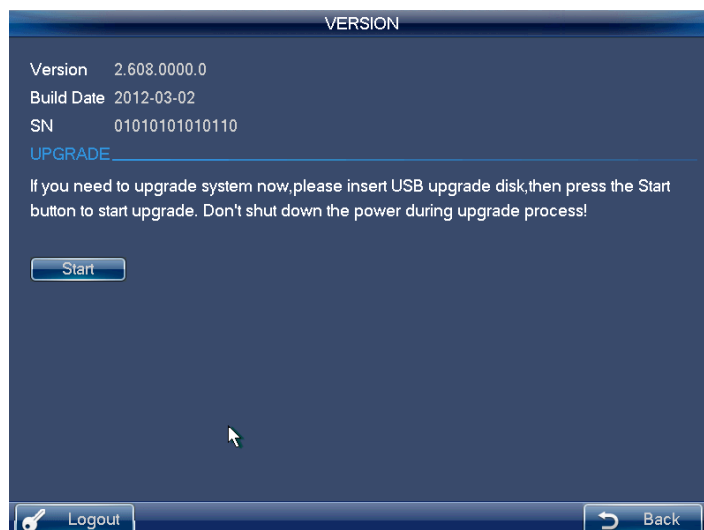 VERSION
Version 2.608.0000.0
Build Date 2012-03-02
SN 01010101010110
UPGRADE
If you need to upgrade system now,please insert USB upgrade disk,then press the Start
button to start upgrade. Don't shut down the power during upgrade process!
Start
Logout Back